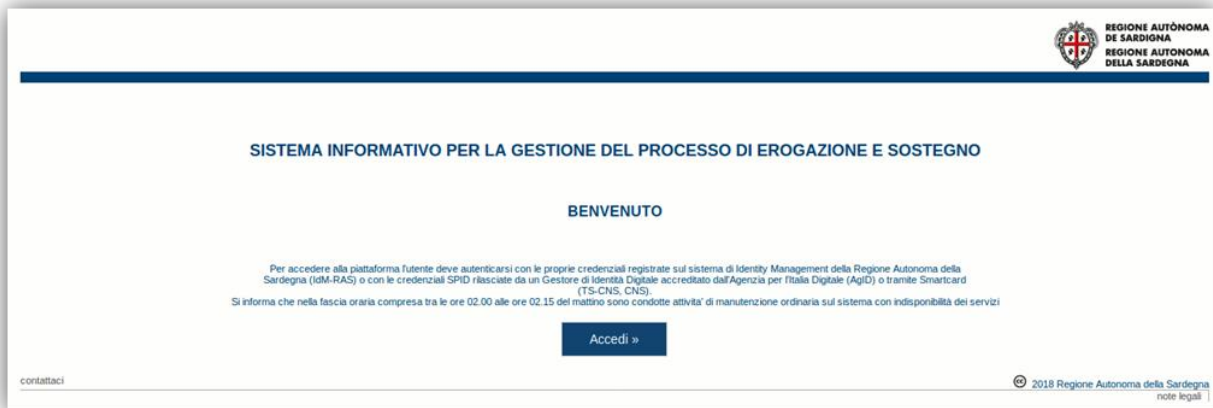 REGIONE AUTÒNOMA
DE SARDIGNA
REGIONE AUTONOMA
DELLA SARDEGNA
SISTEMA INFORMATIVO PER LA GESTIONE DEL PROCESSO DI EROGAZIONE E SOSTEGNO
BENVENUTO
Per accedere alla piattaforma l'utente deve autenticarsi con le proprie credenziali registrate sul sistema di Identity Management della Regione Autonoma della
Sardegna (IdM-RAS) o con le credenziali SPID rilasciate da un Gestore di Identità Digitale accreditato dall'Agenzia per l'Italia Digitale (AgID) o tramite Smartcard
(TS-CNS, CNS).
Si informa che nella fascia oraria compresa tra le ore 02.00 alle ore 02.15 del mattino sono condotte attivita' di manutenzione ordinaria sul sistema con indisponibilità dei servizi
Accedi »
contattaci
cc 2018 Regione Autonoma della Sardegna
note legali